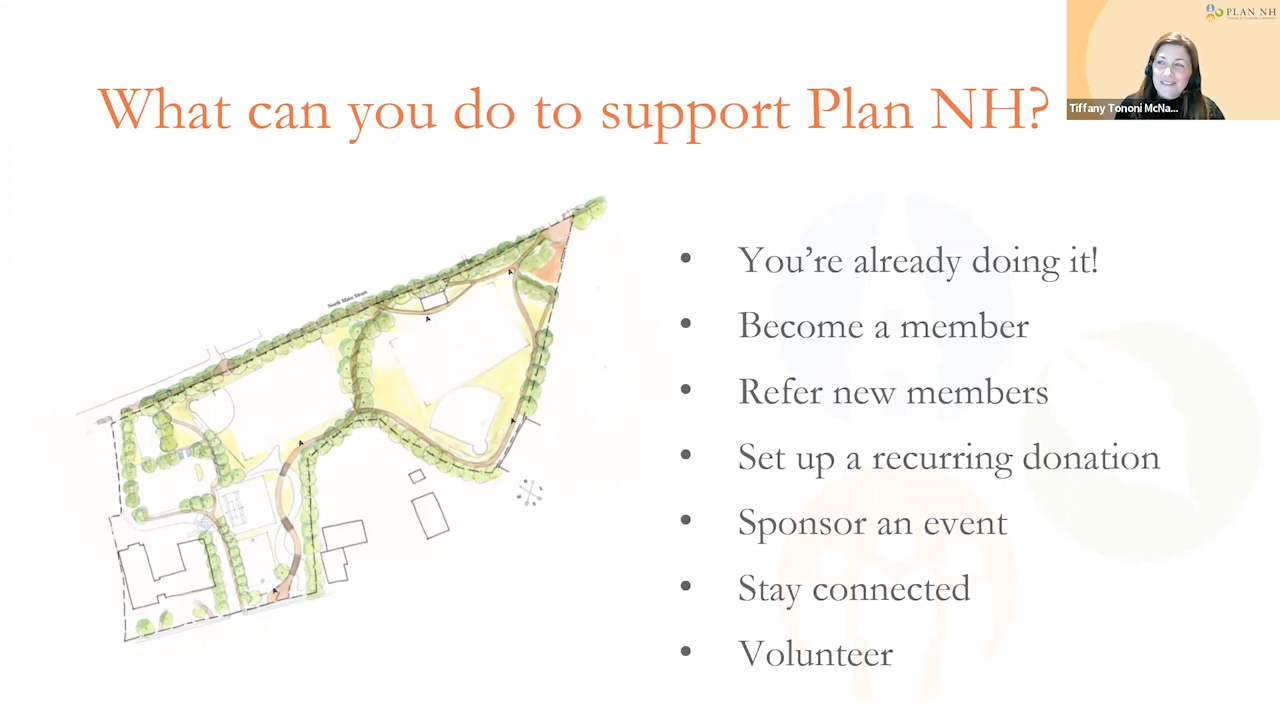 PLAN NH
What can you do to support Plan NH?
Tiffany Tononi McNa...
North Main Street
• You're already doing it!
• Become a member
• Refer new members
• Set up a recurring donation
• Sponsor an event
• Stay connected
• Volunteer